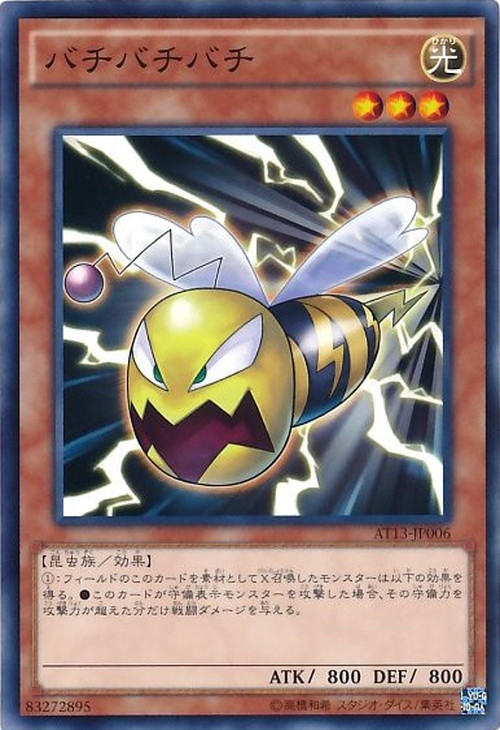 バチバチバチ
光
AT13-JP006
【昆虫族／効果】
①：フィールドのこのカードを素材としてX召喚したモンスターは以下の効果を
得る。●このカードが守備表示モンスターを攻撃した場合、その守備力を
攻撃力が超えた分だけ戦闘ダメージを与える。
ATK/ 800 DEF/ 800
83272895
©高橋和希 スタジオ・ダイス/集英社